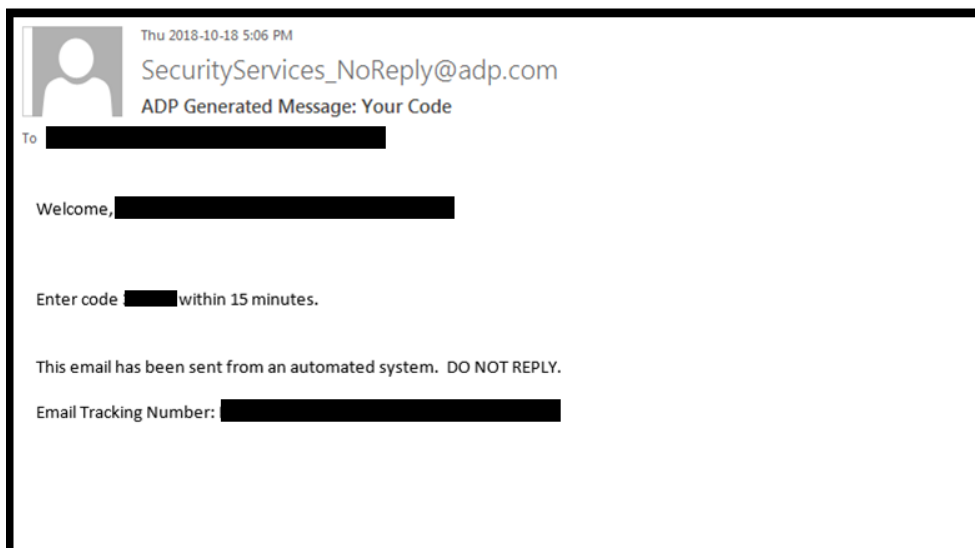 Thu 2018-10-18 5:06 PM
SecurityServices_NoReply@adp.com
ADP Generated Message: Your Code
To
Welcome,
Enter code within 15 minutes.
This email has been sent from an automated system. DO NOT REPLY.
Email Tracking Number: